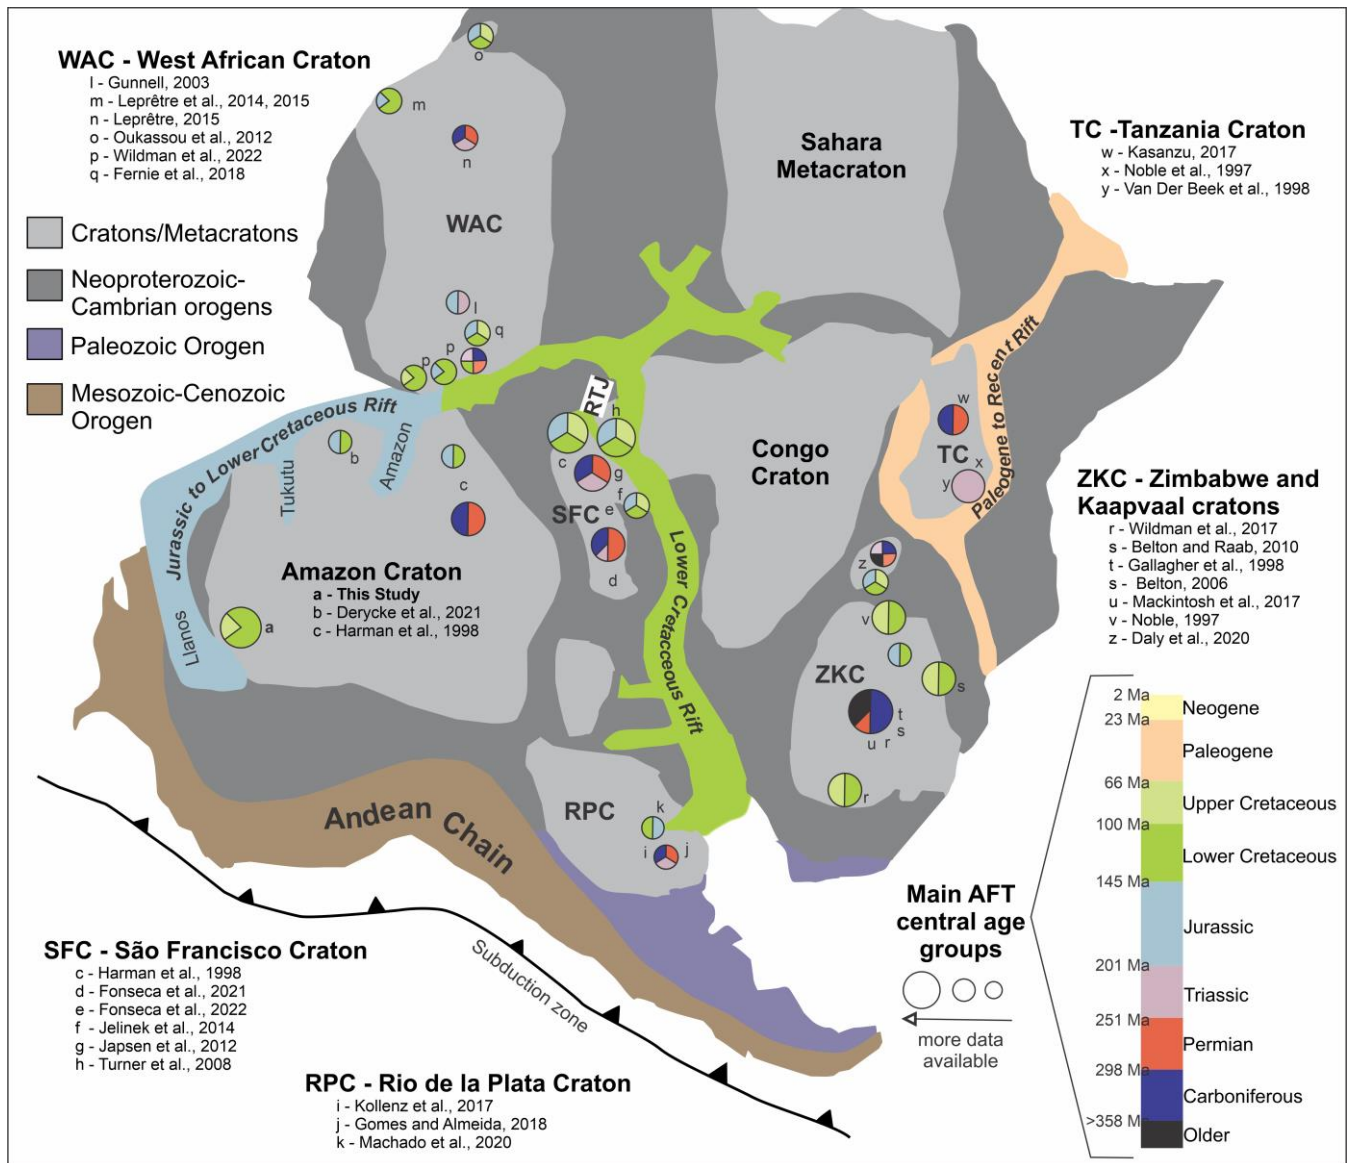 WAC - West African Craton
l - Gunnell, 2003
m - Leprêtre et al., 2014, 2015
n - Leprêtre, 2015
o - Oukassou et al., 2012
p - Wildman et al., 2022
q - Fernie et al., 2018
Cratons/Metacratons
Neoproterozoic-
Cambrian orogens
Paleozoic Orogen
Mesozoic-Cenozoic
Orogen
o
m
n
WAC
l
q
p
p
Sahara
Metacraton
TC -Tanzania Craton
w - Kasanzu, 2017
x - Noble et al., 1997
y - Van Der Beek et al., 1998
Jurassic to Lower Cretaceous Rift
Tukutu
Amazon
Llanos
b
c
Amazon Craton
a - This Study
b - Derycke et al., 2021
c - Harman et al., 1998
a
RTJ
h
c
g
f
SFC
e
d
Lower Cretacceous Rift
Congo
Craton
Paleogene to Recent Rift
w
TC
x
y
ZKC - Zimbabwe and
Kaapvaal cratons
r - Wildman et al., 2017
s - Belton and Raab, 2010
t - Gallagher et al., 1998
s - Belton, 2006
u - Mackintosh et al., 2017
v - Noble, 1997
z - Daly et al., 2020
z
v
ZKC
s
t
s
u r
r
RPC
k
i
j
Andean Chain
Subduction zone
SFC - São Francisco Craton
c - Harman et al., 1998
d - Fonseca et al., 2021
e - Fonseca et al., 2022
f - Jelinek et al., 2014
g - Japsen et al., 2012
h - Turner et al., 2008
RPC - Rio de la Plata Craton
i - Kollenz et al., 2017
j - Gomes and Almeida, 2018
k - Machado et al., 2020
Main AFT
central age
groups
more data
available
2 Ma
Neogene
23 Ma
Paleogene
66 Ma
Upper Cretaceous
100 Ma
Lower Cretaceous
145 Ma
Jurassic
201 Ma
Triassic
251 Ma
Permian
298 Ma
Carboniferous
>358 Ma
Older